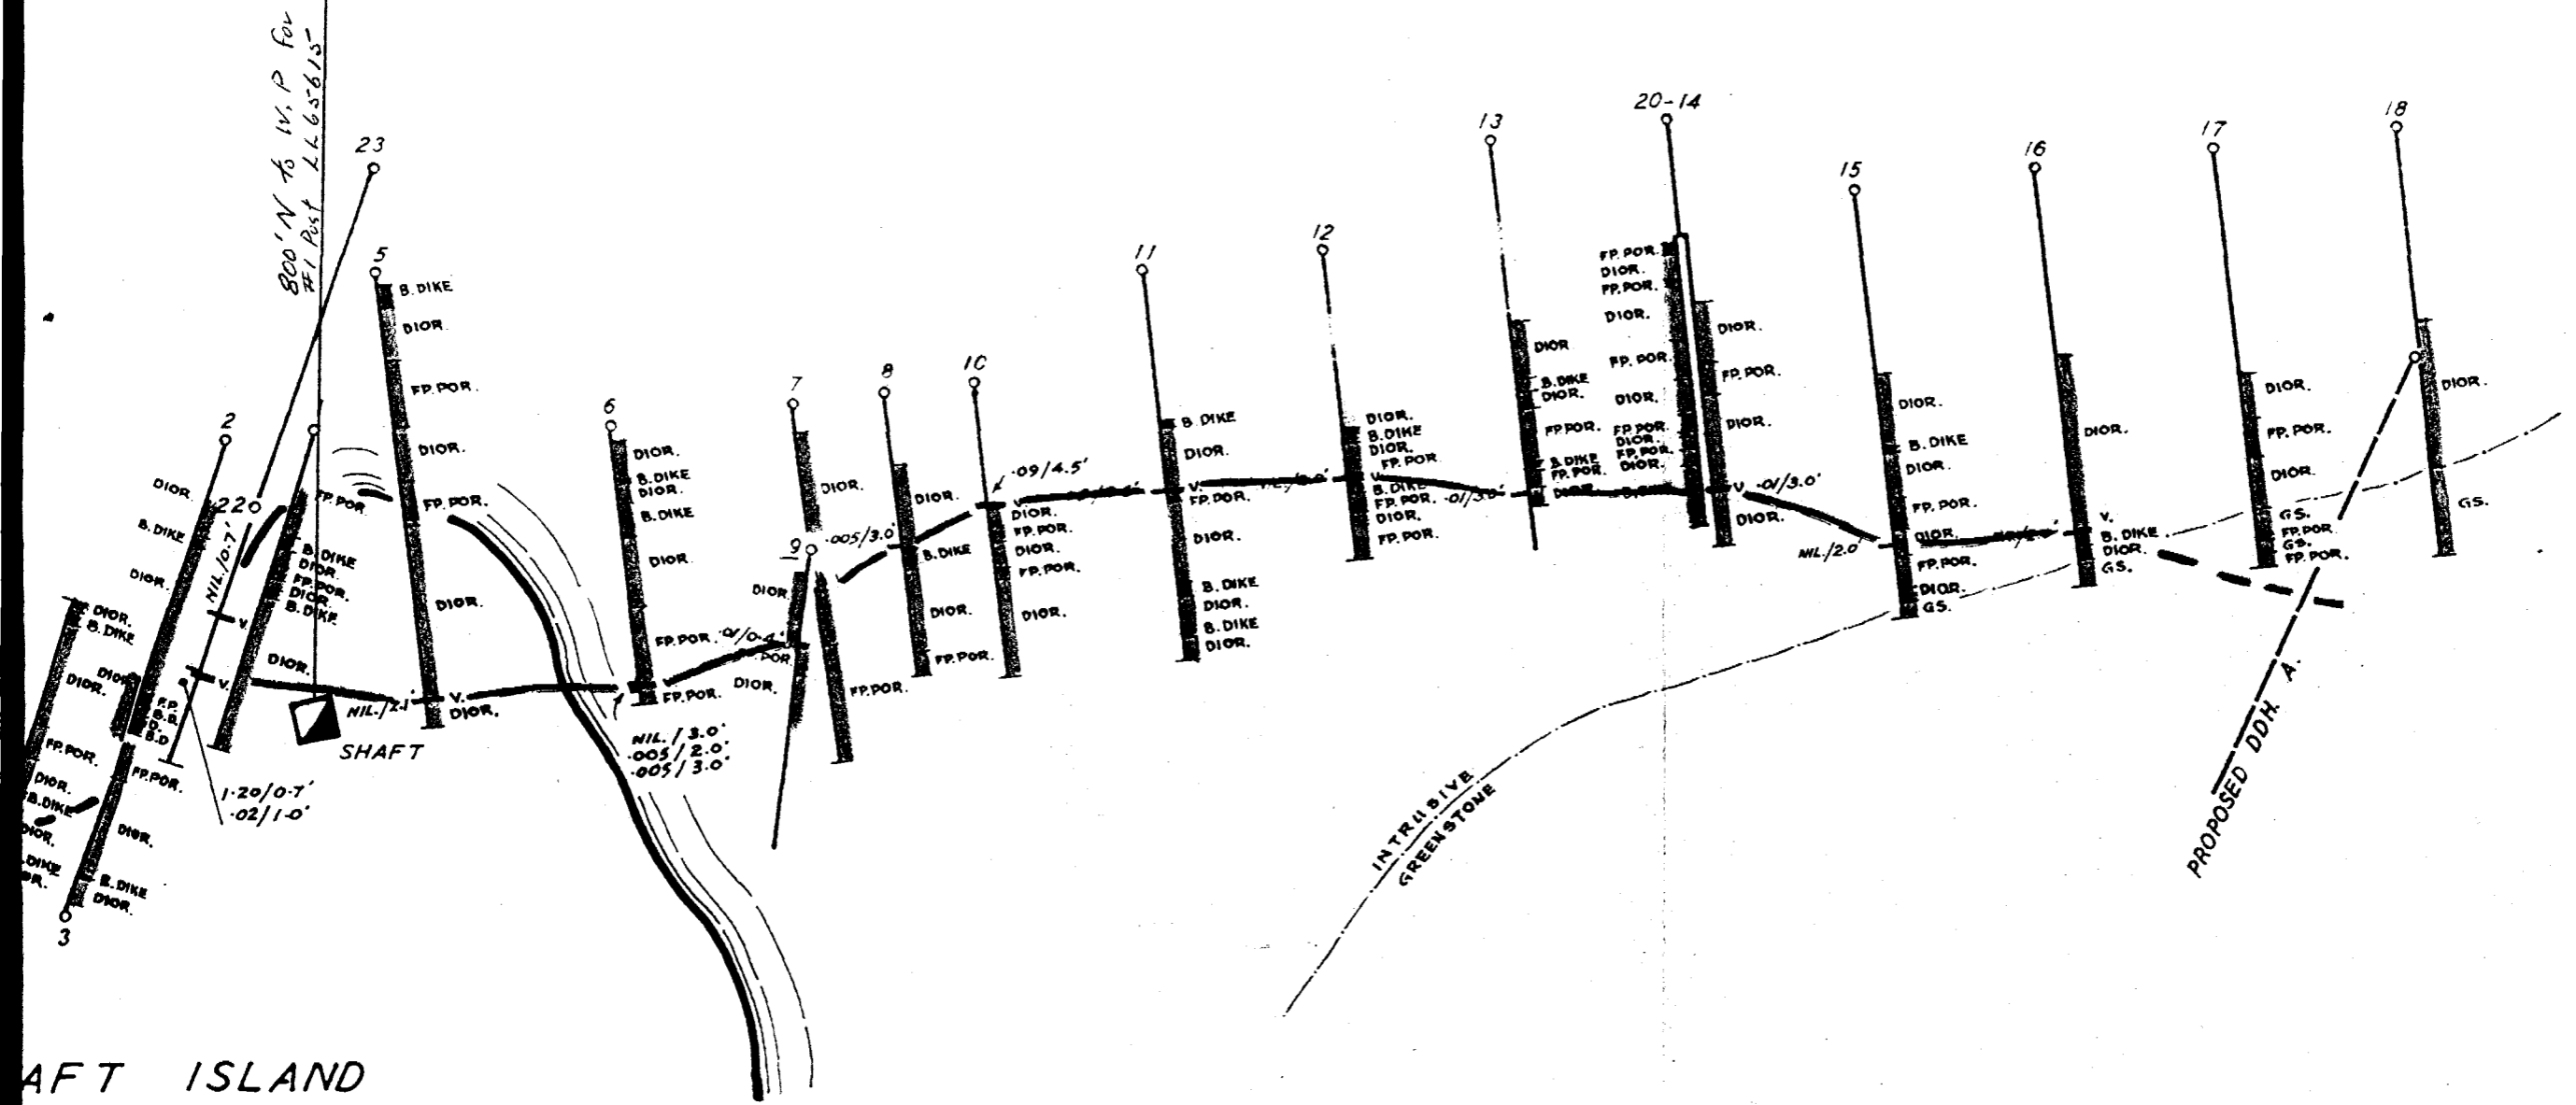 800' N to W. P for
#1 Post LL65615
23
5
B. DIKE
DIOR.
FP. POR.
DIOR.
FP. POR.
DIOR.
V.
DIOR.
NIL./2.1'
2
DIOR.
B. DIKE
DIOR.
22
NIL/0.7'
V.
V.
FP. POR.
B. DIKE
DIOR.
FP. POR.
DIOR.
B. DIKE
DIOR.
SHAFT
DIOR.
B. DIKE
DIOR.
DIOR.
F.P.
B.D.
D.
B.D
FP. POR.
FP. POR.
DIOR.
B. DIKE
DIOR.
DIOR.
B. DIKE
DIOR.
3
1.20/0.7'
.02/1.0'
6
DIOR.
B. DIKE
DIOR.
B. DIKE
DIOR.
FP. POR.
.01/0.4'
FP. POR.
NIL. / 3.0'
.005 / 2.0'
.005 / 3.0'
7
DIOR.
FP. POR.
9
DIOR.
POR.
DIOR.
.005/3.0'
8
DIOR.
B. DIKE
DIOR.
FP. POR.
10
.09/4.5'
V.
DIOR.
FP. POR.
DIOR.
FP. POR.
DIOR.
11
B. DIKE
DIOR.
V.
FP. POR.
DIOR.
B. DIKE
DIOR.
B. DIKE
DIOR.
12
DIOR.
B. DIKE
DIOR.
FP. POR
V.
B. DIKE
FP. POR.
DIOR.
FP. POR.
.01/3.0'
13
DIOR
B. DIKE
DIOR.
FP. POR.
B. DIKE
FP. POR.
DIOR.
20-14
FP. POR.
DIOR.
FP. POR.
DIOR.
FP. POR.
DIOR.
FP. POR.
DIOR.
FP. POR.
DIOR.
DIOR.
FP. POR.
DIOR.
V.
.01/3.0'
DIOR.
15
DIOR.
B. DIKE
DIOR.
FP. POR.
DIOR.
FP. POR.
DIOR.
GS.
NIL./2.0'
16
DIOR.
V.
B. DIKE
DIOR.
GS.
17
DIOR.
FP. POR.
DIOR.
GS.
FP. POR
GS.
FP. POR.
18
DIOR.
GS.
INTRUSIVE
GREENSTONE
PROPOSED DDH. A.
AFT ISLAND